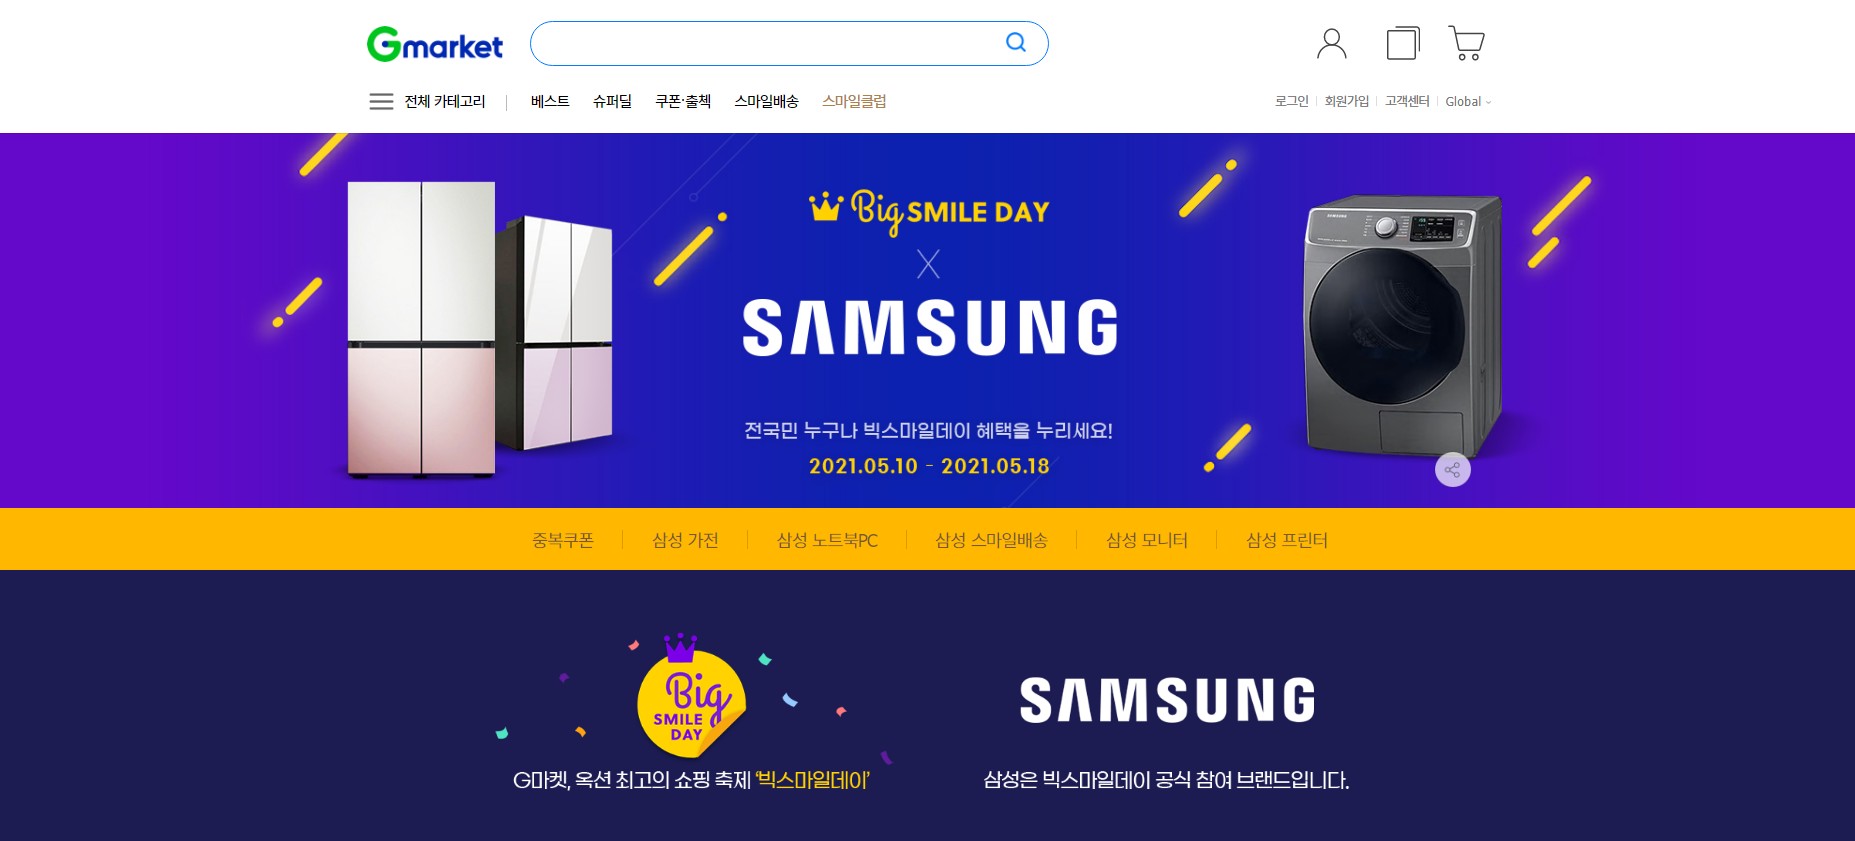 Gmarket
전체 카테고리
베스트 슈퍼딜 쿠폰·출첵 스마일배송 스마일클럽
로그인 회원가입 고객센터 Global
Big SMILE DAY
X
SAMSUNG
전국민 누구나 빅스마일데이 혜택을 누리세요!
2021.05.10 - 2021.05.18
SAMSUNG
중복쿠폰 삼성 가전 삼성 노트북PC 삼성 스마일배송 삼성 모니터 삼성 프린터
Big
SMILE
DAY
G마켓, 옥션 최고의 쇼핑 축제 '빅스마일데이'
SAMSUNG
삼성은 빅스마일데이 공식 참여 브랜드입니다.